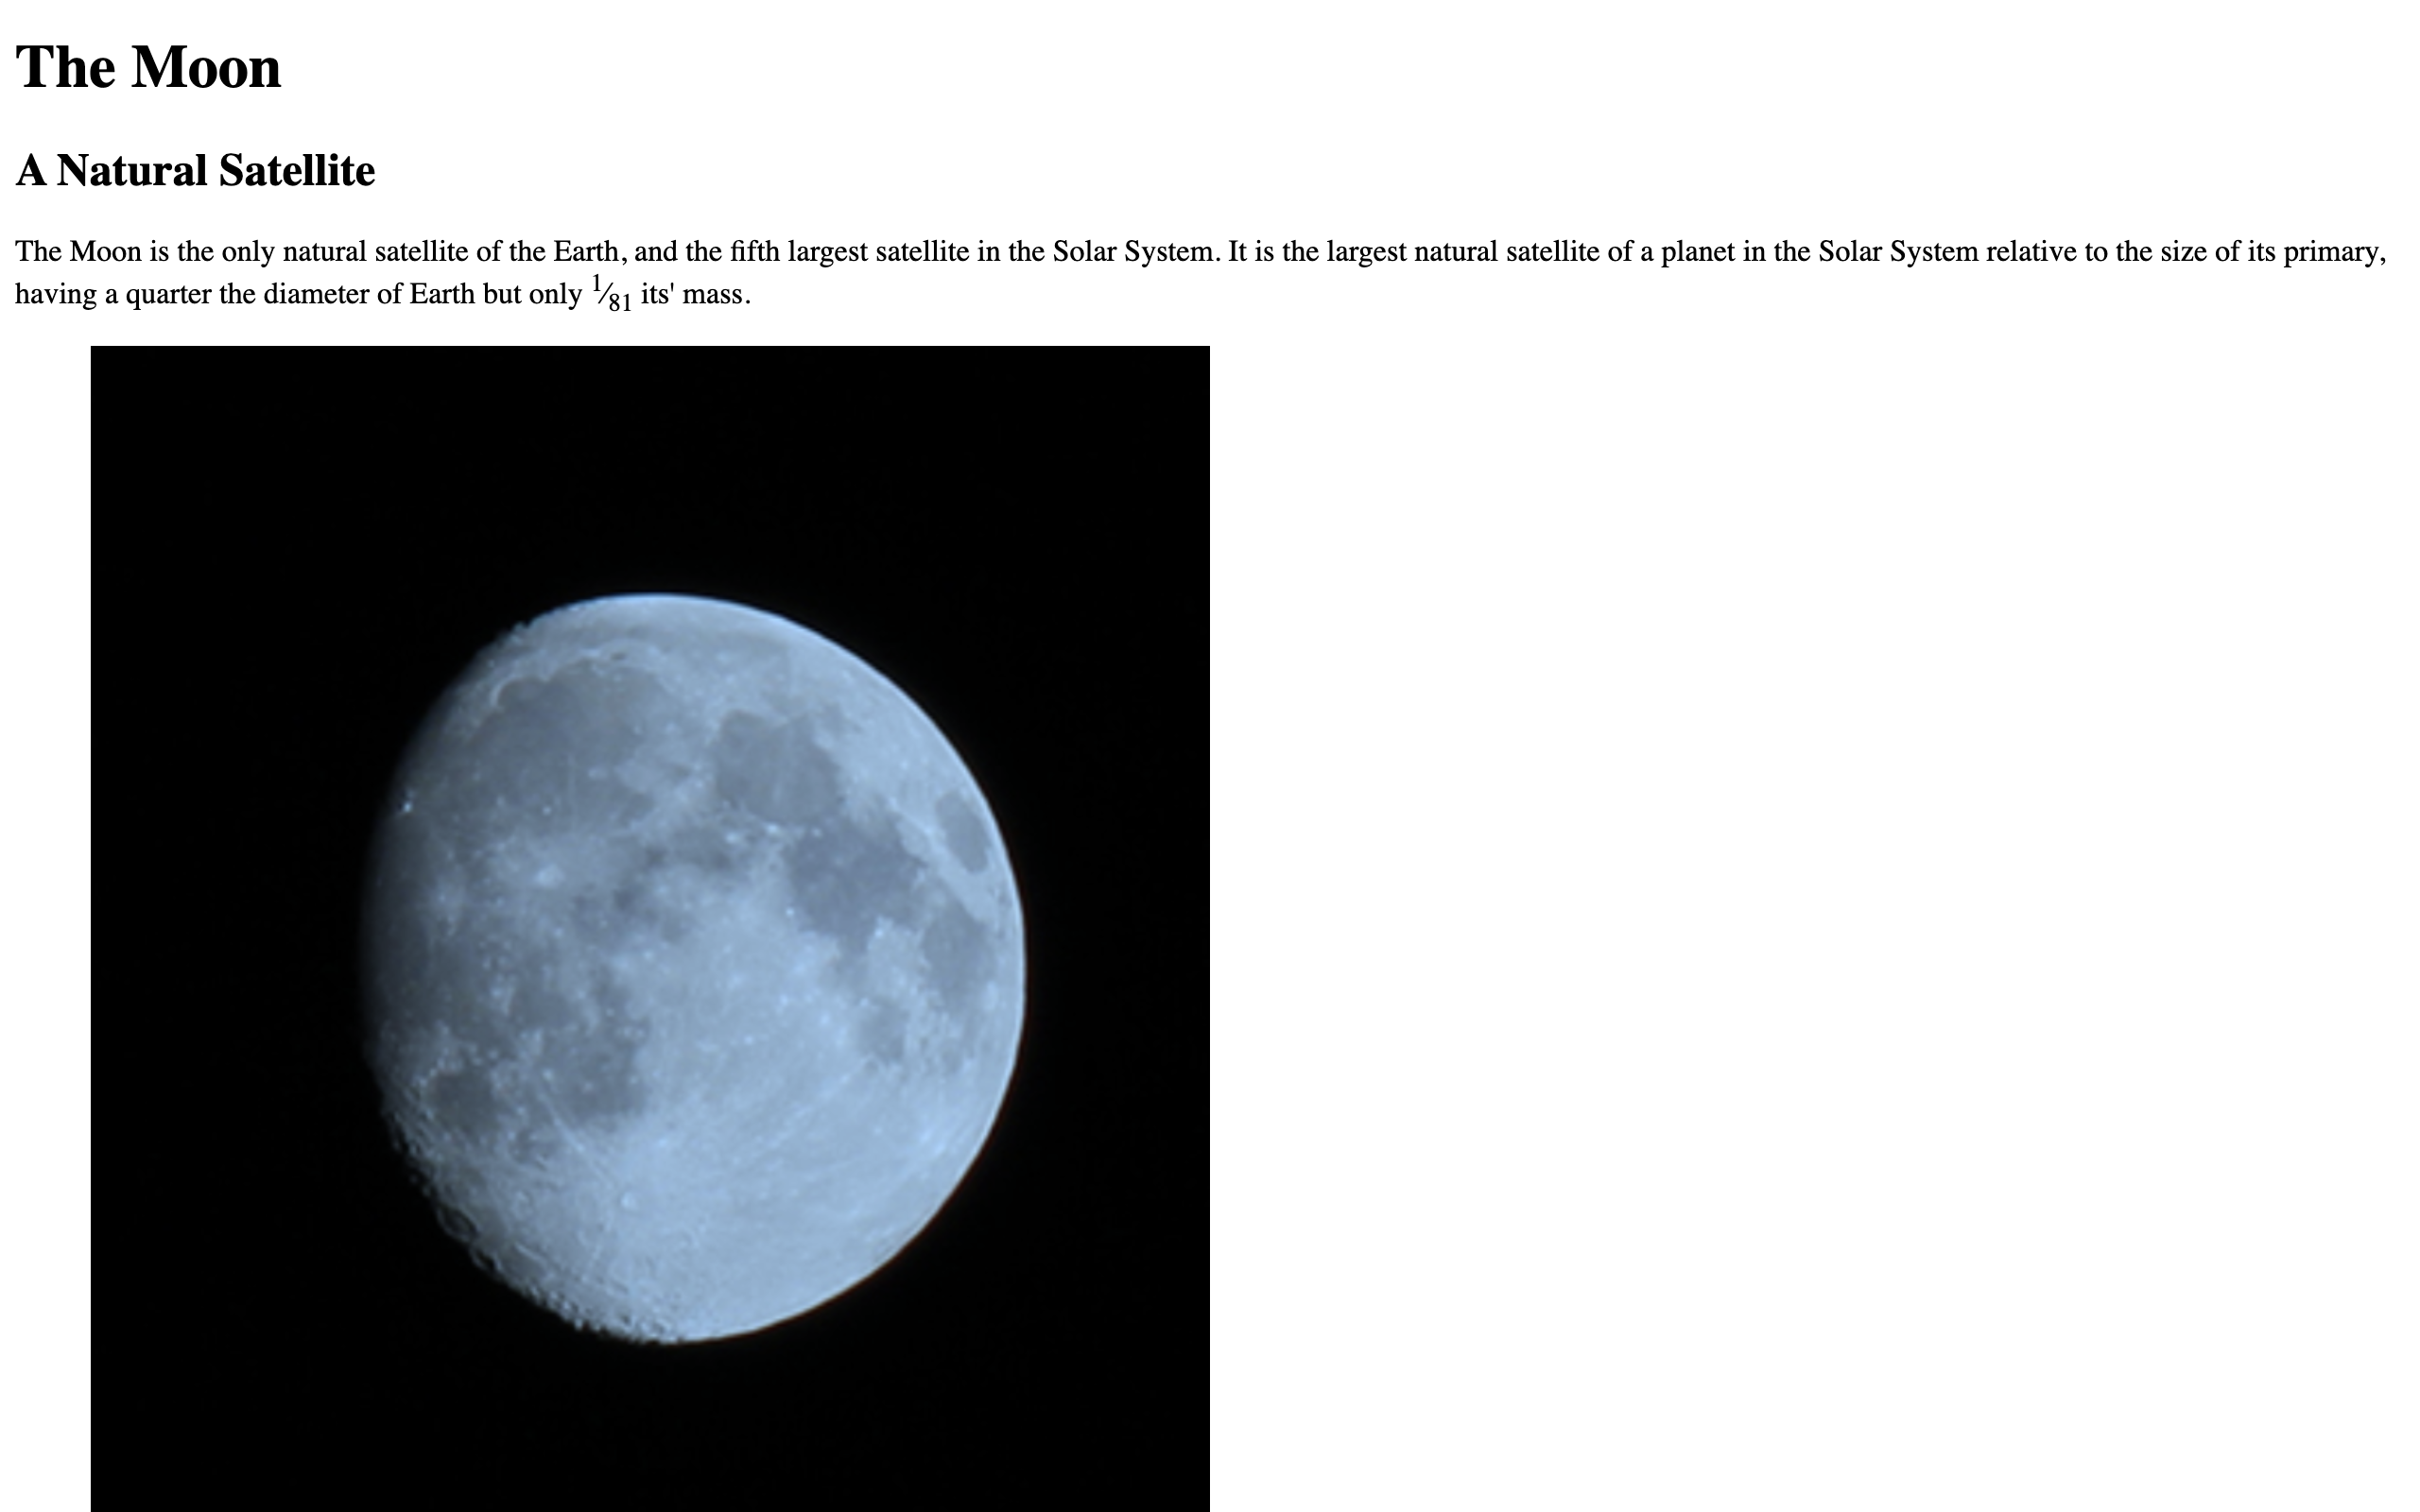 The Moon
A Natural Satellite
The Moon is the only natural satellite of the Earth, and the fifth largest satellite in the Solar System. It is the largest natural satellite of a planet in the Solar System relative to the size of its primary,
having a quarter the diameter of Earth but only 1⁄81 its' mass.